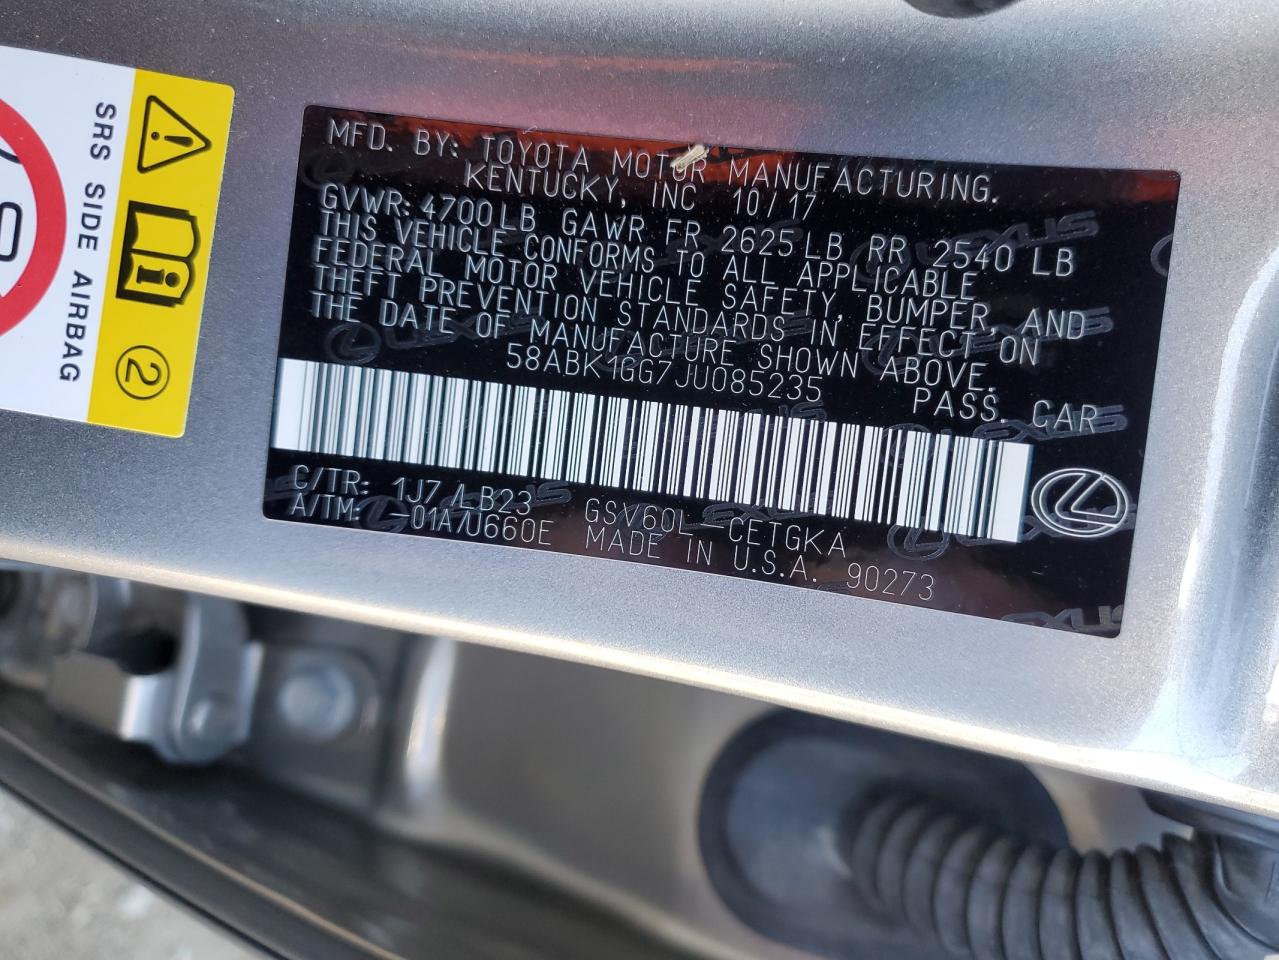 MFD. BY: TOYOTA MOTOR MANUFACTURING.
KENTUCKY, INC 10/17
GVWR: 4700LB GAWR FR 2625LB RR 2540 LB
THIS VEHICLE CONFORMS TO ALL APPLICABLE
FEDERAL MOTOR VEHICLE SAFETY, BUMPER, AND
THEFT PREVENTION STANDARDS IN EFFECT ON
THE DATE OF MANUFACTURE SHOWN ABOVE.
58ABK1GG7JU085235 PASS. CAR
C/TR: 1J7/LB23 GSV60L-CETGKA
A/TM: -01A/U660E MADE IN U.S.A. 90273
SRS SIDE AIRBAG
2
LEXUS